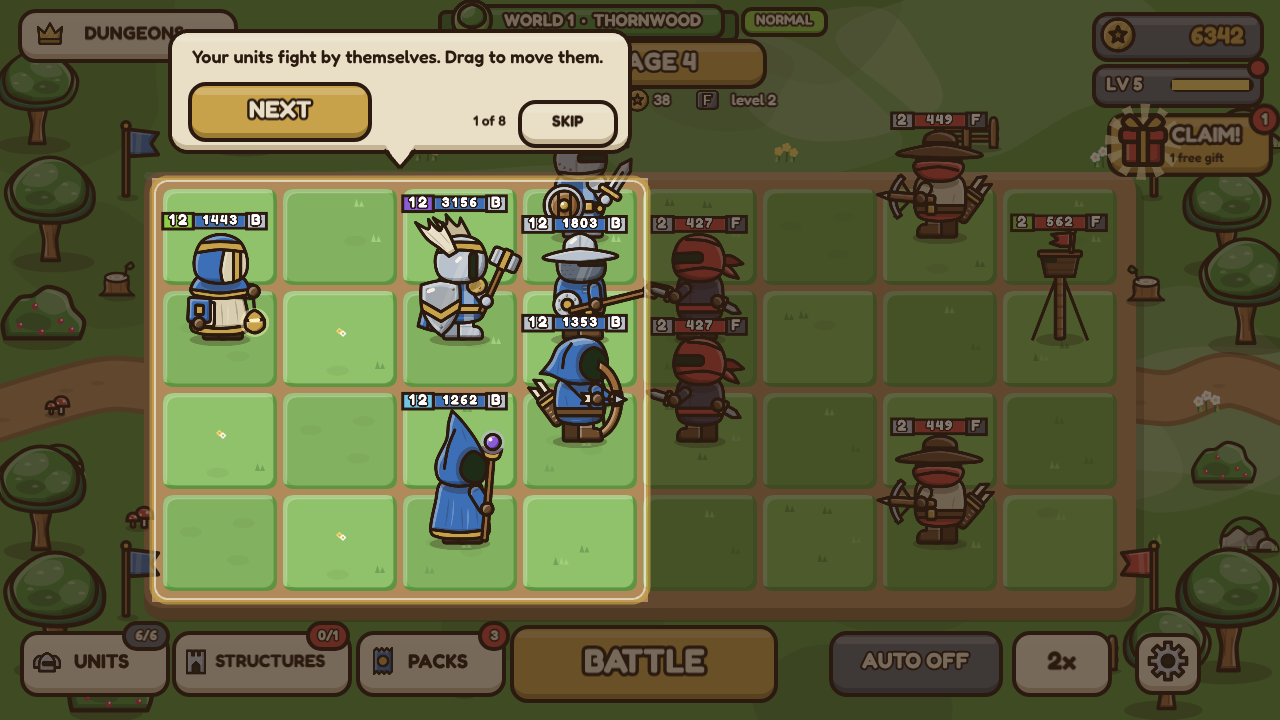 DUNGEONS
WORLD 1 • THORNWOOD
NORMAL
6342
Your units fight by themselves. Drag to move them.
NEXT
1 of 8
SKIP
AGE 4
38
F
level 2
LV 5
CLAIM!
1
1 free gift
2 449 F
12 1443 B
12 3156 B
12 1803 B
2 427 F
2 562 F
12 1353 B
2 427 F
12 1262 B
2 449 F
UNITS
6/6
STRUCTURES
0/1
PACKS
3
BATTLE
AUTO OFF
2x